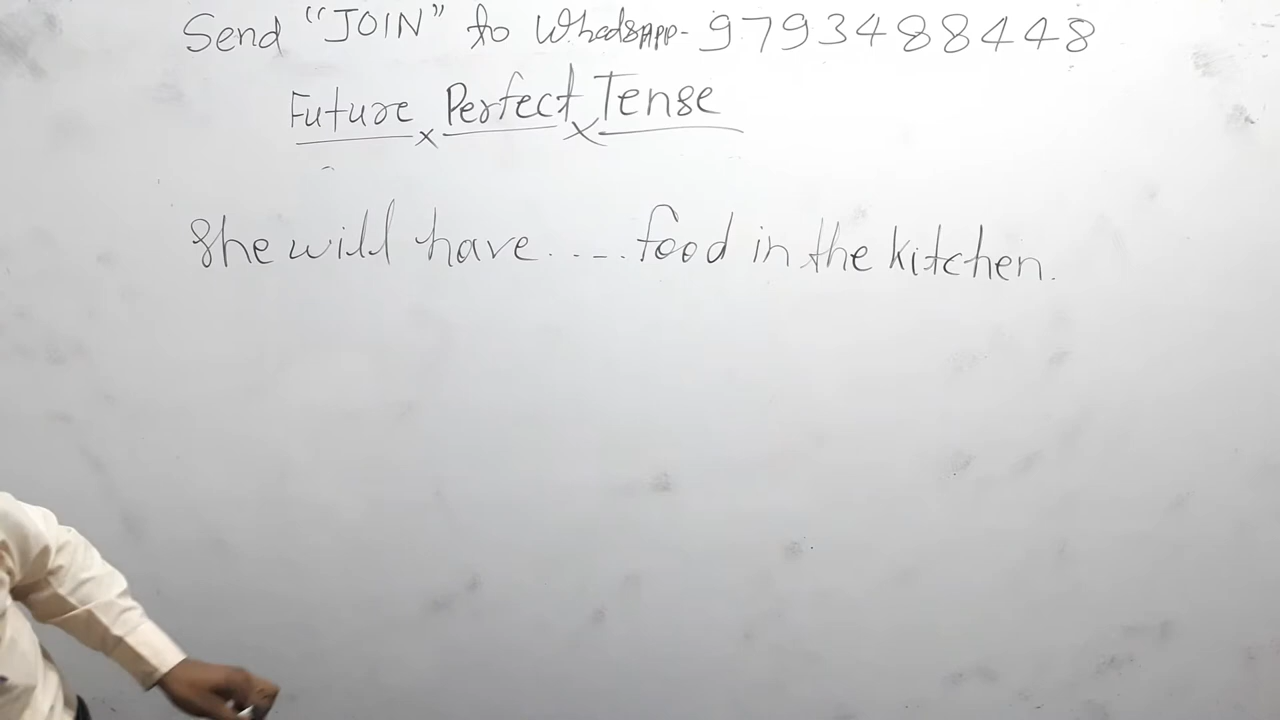 Send "JOIN" to WhatsAPP- 9793488448
Future Perfect Tense
She will have..... food in the kitchen.